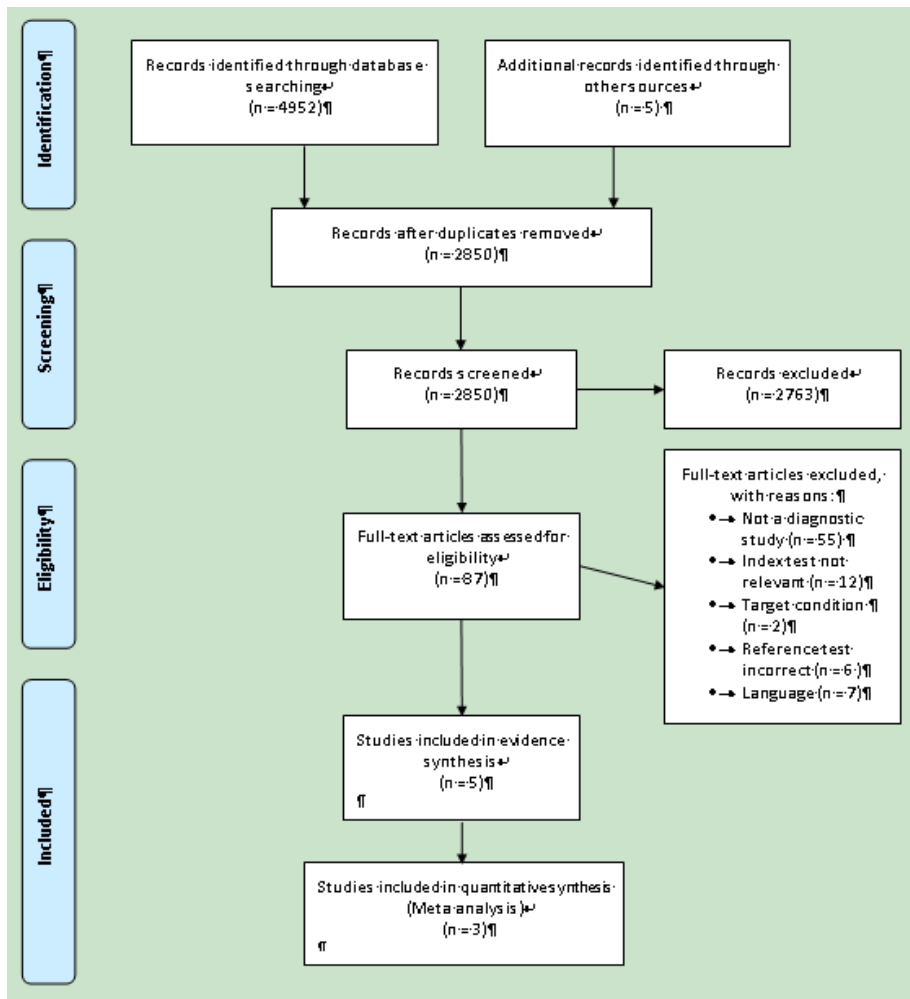 Identification¶
Records·identified·through·database·
searching↵
(n·=·4952)¶
Additional·records·identified·through·
other·sources↵
(n·=·5)·¶
Records·after·duplicates·removed↵
(n·=·2850)¶
Screening¶
Records·screened↵
(n·=·2850)¶
Records·excluded↵
(n·=·2763)¶
Eligibility¶
Full-text·articles·assessed·for·
eligibility↵
(n·=·87)¶
Full-text·articles·excluded,·
with·reasons:¶
•→Not·a·diagnostic·
study·(n·=·55)·¶
•→Index·test·not·
relevant·(n·=·12)¶
•→Target·condition·¶
(n·=·2)¶
•→Reference·test·
incorrect·(n·=·6·)¶
•→Language·(n·=·7)¶
Included¶
Studies·included·in·evidence·
synthesis↵
(n·=·5)¶
¶
Studies·included·in·quantitative·synthesis·
(Meta·analysis)↵
(n·=·3)¶
¶